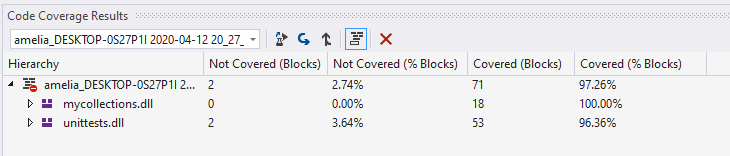 Code Coverage Results
amelia_DESKTOP-0S27P1I 2020-04-12 20_27_
Hierarchy Not Covered (Blocks) Not Covered (% Blocks) Covered (Blocks) Covered (% Blocks)
amelia_DESKTOP-0S27P1I 2... 2 2.74% 71 97.26%
mycollections.dll 0 0.00% 18 100.00%
unittests.dll 2 3.64% 53 96.36%